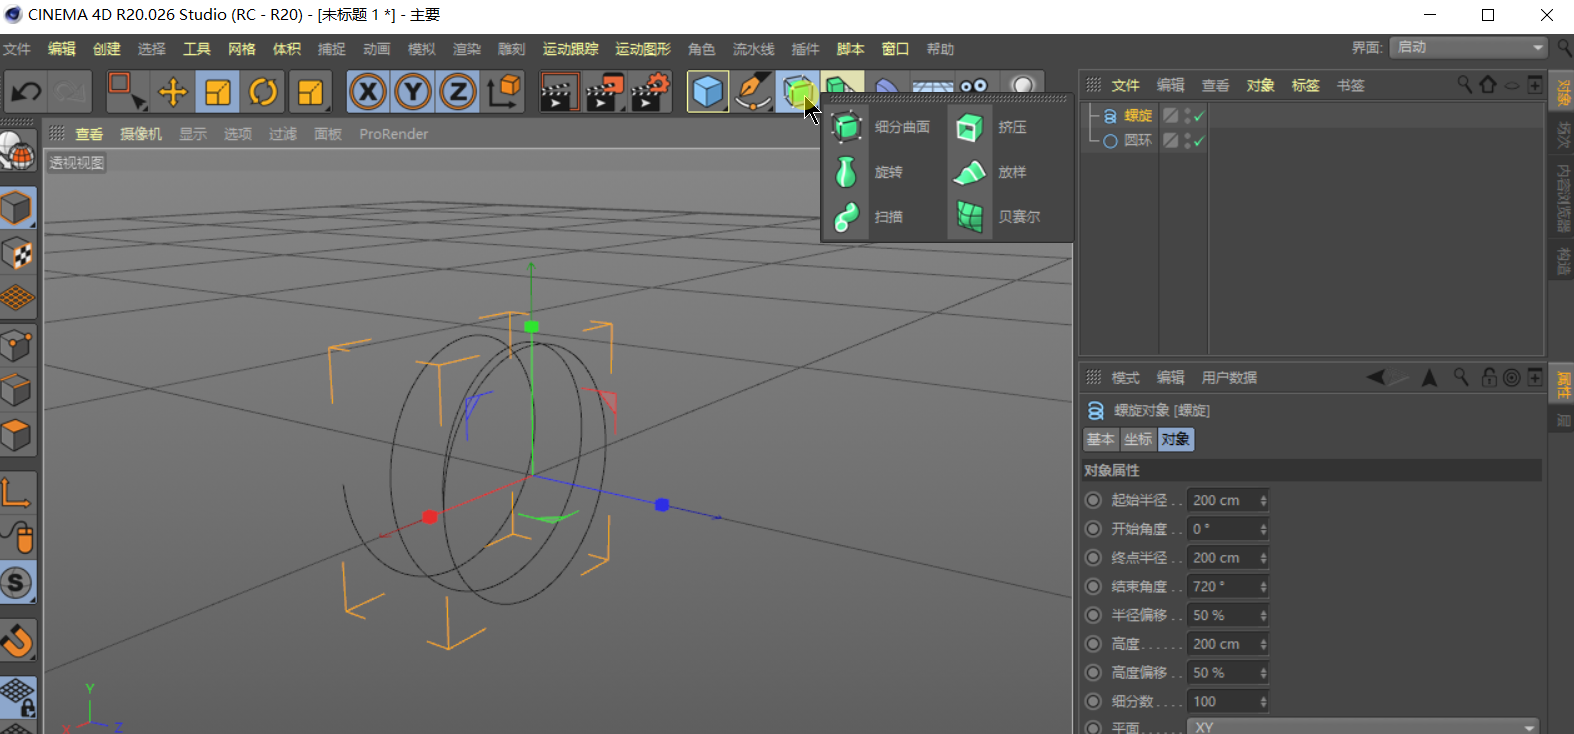 CINEMA 4D R20.026 Studio (RC - R20) - [未标题 1 *] - 主要
文件 编辑 创建 选择 工具 网格 体积 捕捉 动画 模拟 渲染 雕刻 运动跟踪 运动图形 角色 流水线 插件 脚本 窗口 帮助 界面: 启动
X Y Z
文件 编辑 查看 对象 标签 书签
查看 摄像机 显示 选项 过滤 面板 ProRender
透视视图
细分曲面 挤压
旋转 放样
扫描 贝赛尔
螺旋
圆环
对象
场次
内容浏览器
构造
模式 编辑 用户数据
属性
层
螺旋对象 [螺旋]
基本 坐标 对象
对象属性
起始半径 . . 200 cm
开始角度 . . 0 °
终点半径 . . 200 cm
结束角度 . . 720 °
半径偏移 . . 50 %
高度. . . . . . 200 cm
高度偏移 . . 50 %
细分数. . . . 100
平面. . . . . . XY
S
Y
X Z